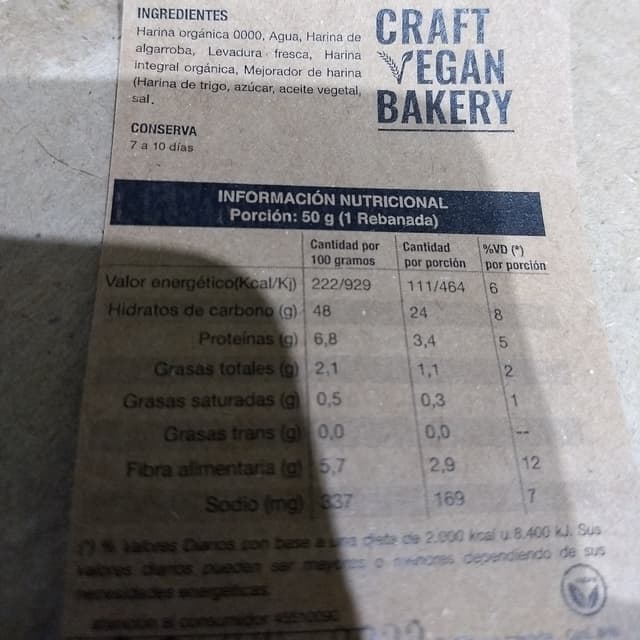 INGREDIENTES
Harina orgánica 0000, Agua, Harina de
algarroba, Levadura fresca, Harina
integral orgánica, Mejorador de harina
(Harina de trigo, azúcar, aceite vegetal,
sal.
CONSERVA
7 a 10 días
CRAFT
VEGAN
BAKERY
INFORMACIÓN NUTRICIONAL
Porción: 50 g (1 Rebanada)
Cantidad por 100 gramos Cantidad por porción %VD (*) por porción
Valor energético(Kcal/Kj) 222/929 111/464 6
Hidratos de carbono (g) 48 24 8
Proteínas (g) 6,8 3,4 5
Grasas totales (g) 2,1 1,1 2
Grasas saturadas (g) 0,5 0,3 1
Grasas trans (g) 0,0 0,0 --
Fibra alimentaria (g) 5,7 2,9 12
Sodio (mg) 337 169 7
(*) % Valores Diarios con base a una dieta de 2.000 kcal u 8.400 kJ. Sus
valores diarios pueden ser mayores o menores dependiendo de sus
necesidades energéticas.
atención al consumidor